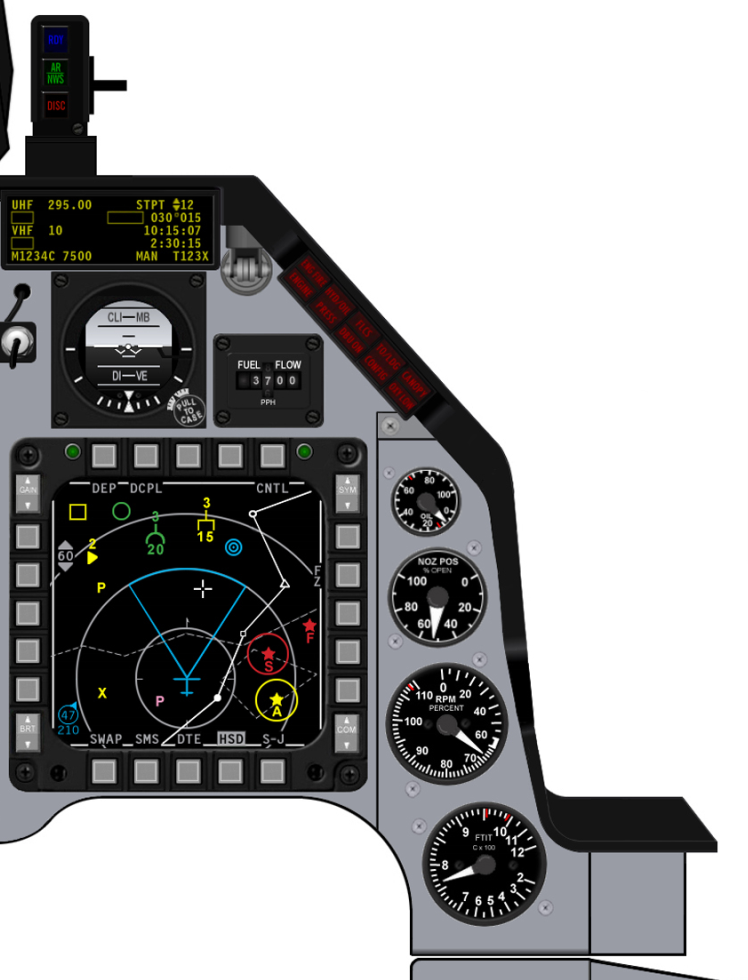 RDY
AR
NWS
DISC
UHF 295.00 STPT 12
030°015
VHF 10 10:15:07
2:30:15
M1234C 7500 MAN T123X
CLI MB
DI VE
PULL
TO
CAGE
FUEL FLOW
3700
PPH
ENGINE
CANOPY
GAIN
SYM
BRT
COM
DEP DCPL CNTL
3
3
15
20
2
60
F
Z
P
F
S
X
P
A
47
210
SWAP SMS DTE HSD S-J
80
60 100
40 0
OIL
20
NOZ POS
% OPEN
100 0
80 20
60 40
0
110 20
RPM
PERCENT
40
100 60
90 70
80
9 10
FTIT
11
C x 100
12
8
2
7 6 5 4 3